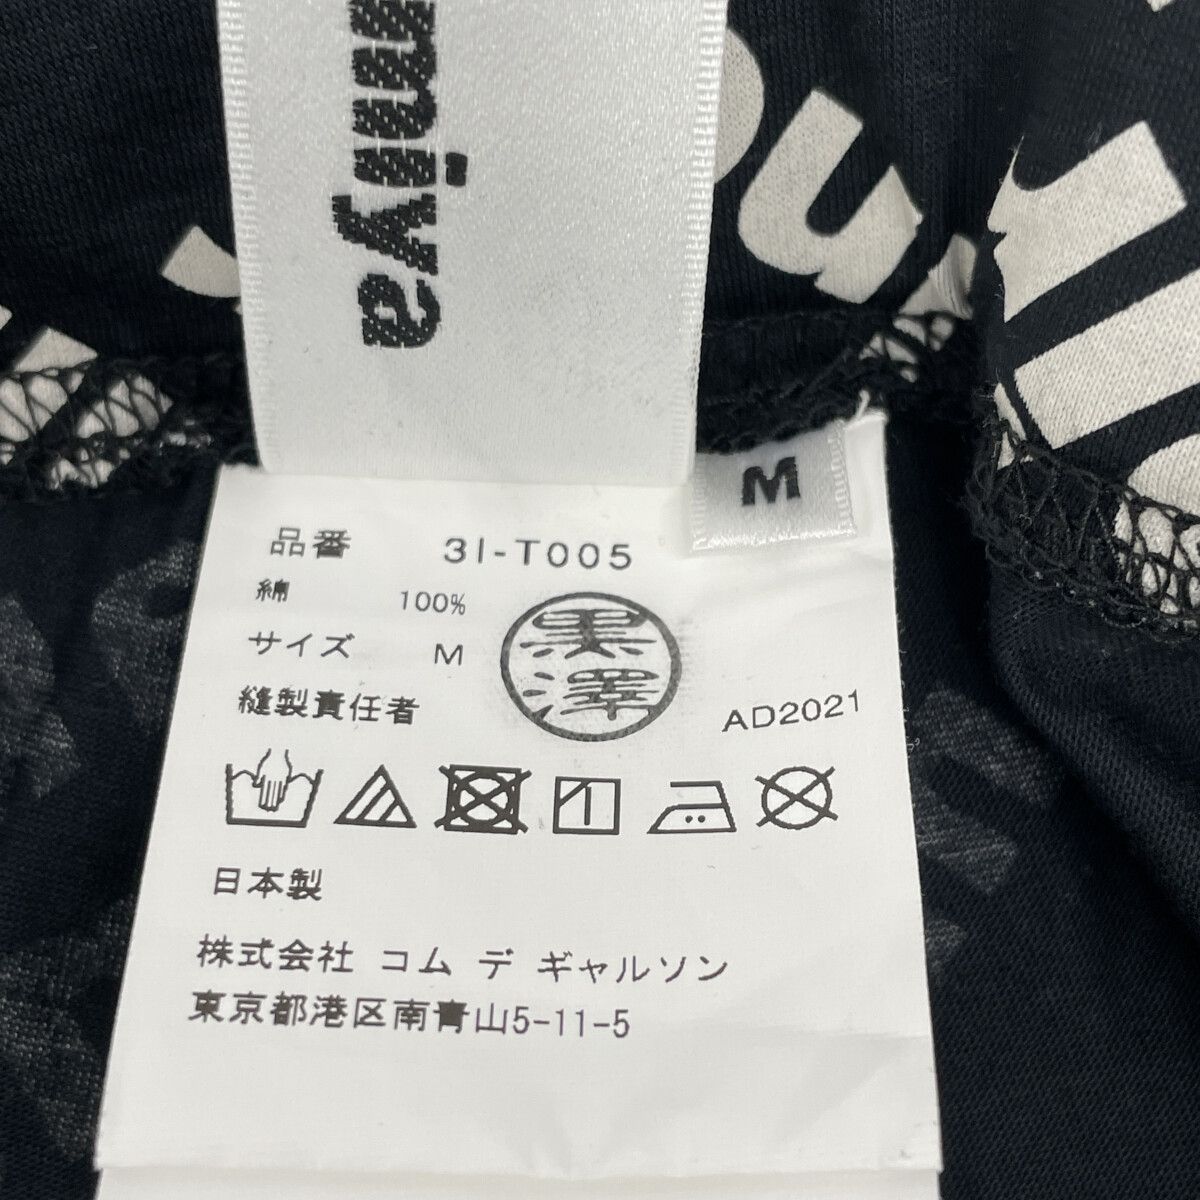 miya
M
品番 3I-T005
綿 100%
サイズ M
縫製責任者
黒澤
AD2021
日本製
株式会社 コム デ ギャルソン
東京都港区南青山5-11-5